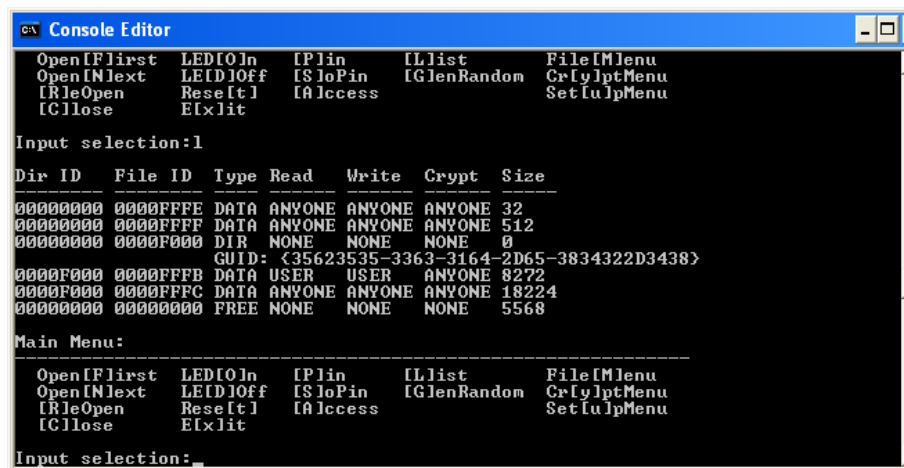 Console Editor
Open[F]irst LED[O]n [P]in [L]ist File[M]enu
Open[N]ext LE[D]Off [S]oPin [G]enRandom Cr[y]ptMenu
[R]eOpen Rese[t] [A]ccess Set[u]pMenu
[C]lose E[x]it
Input selection:l
Dir ID File ID Type Read Write Crypt Size
-------- -------- ---- ------ ------ ------ -----
00000000 0000FFFE DATA ANYONE ANYONE ANYONE 32
00000000 0000FFFF DATA ANYONE ANYONE ANYONE 512
00000000 0000F000 DIR NONE NONE NONE 0
GUID: {35623535-3363-3164-2D65-3834322D3438}
0000F000 0000FFFB DATA USER USER ANYONE 8272
0000F000 0000FFFC DATA ANYONE ANYONE ANYONE 18224
00000000 00000000 FREE NONE NONE NONE 5568
Main Menu:
Open[F]irst LED[O]n [P]in [L]ist File[M]enu
Open[N]ext LE[D]Off [S]oPin [G]enRandom Cr[y]ptMenu
[R]eOpen Rese[t] [A]ccess Set[u]pMenu
[C]lose E[x]it
Input selection:_